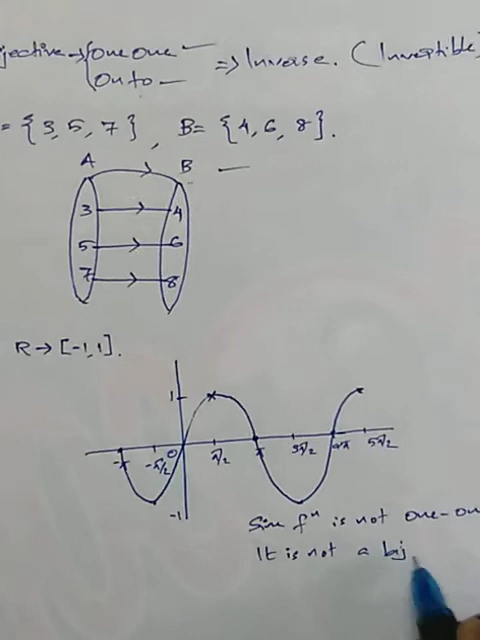 jective → { one one
onto ⇒ Inverse. (Invertible)
= {3, 5, 7}, B = {4, 6, 8}.
A B
3 4
5 6
7 8
R → [-1, 1].
1
-π -π/2 0 π/2 π 3π/2 2π 5π/2
-1
Sin fⁿ is not one-on
It is not a bij